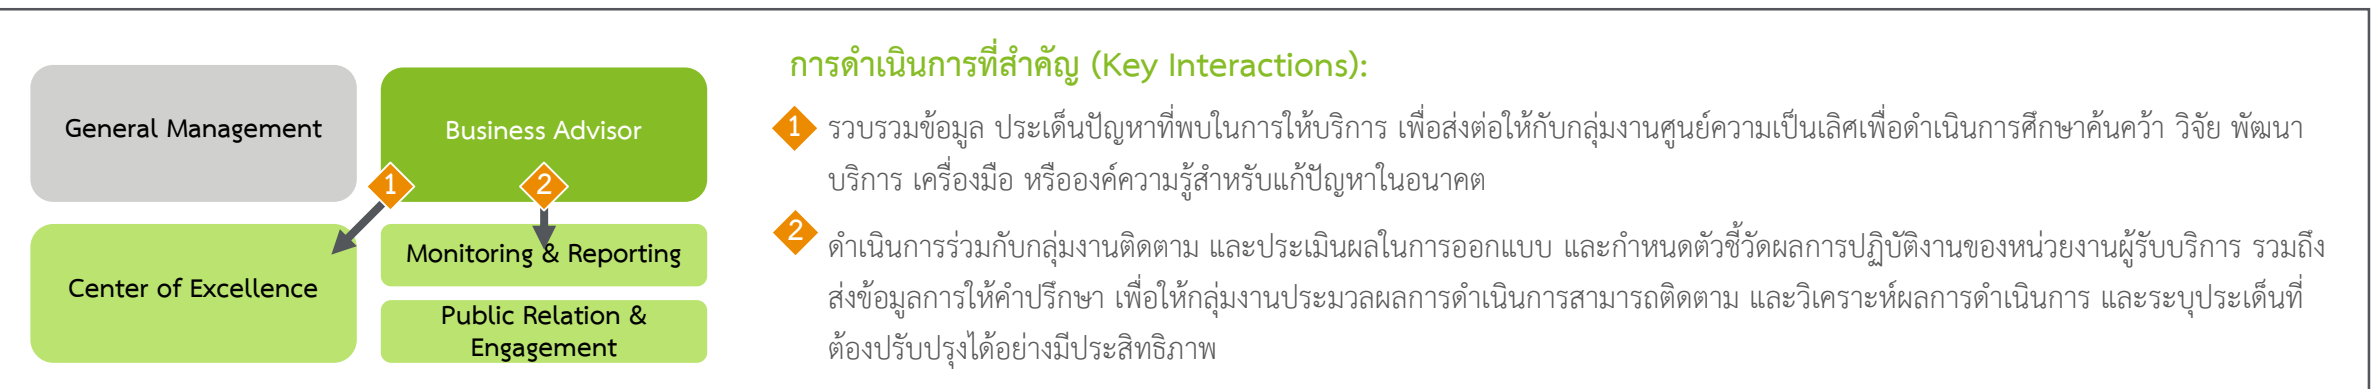 General Management
Business Advisor
1
2
Center of Excellence
Monitoring & Reporting
Public Relation &
Engagement
การดำเนินการที่สำคัญ (Key Interactions):
1 รวบรวมข้อมูล ประเด็นปัญหาที่พบในการให้บริการ เพื่อส่งต่อให้กับกลุ่มงานศูนย์ความเป็นเลิศเพื่อดำเนินการศึกษาค้นคว้า วิจัย พัฒนา
บริการ เครื่องมือ หรือองค์ความรู้สำหรับแก้ปัญหาในอนาคต
2 ดำเนินการร่วมกับกลุ่มงานติดตาม และประเมินผลในการออกแบบ และกำหนดตัวชี้วัดผลการปฏิบัติงานของหน่วยงานผู้รับบริการ รวมถึง
ส่งข้อมูลการให้คำปรึกษา เพื่อให้กลุ่มงานประมวลผลการดำเนินการสามารถติดตาม และวิเคราะห์ผลการดำเนินการ และระบุประเด็นที่
ต้องปรับปรุงได้อย่างมีประสิทธิภาพ